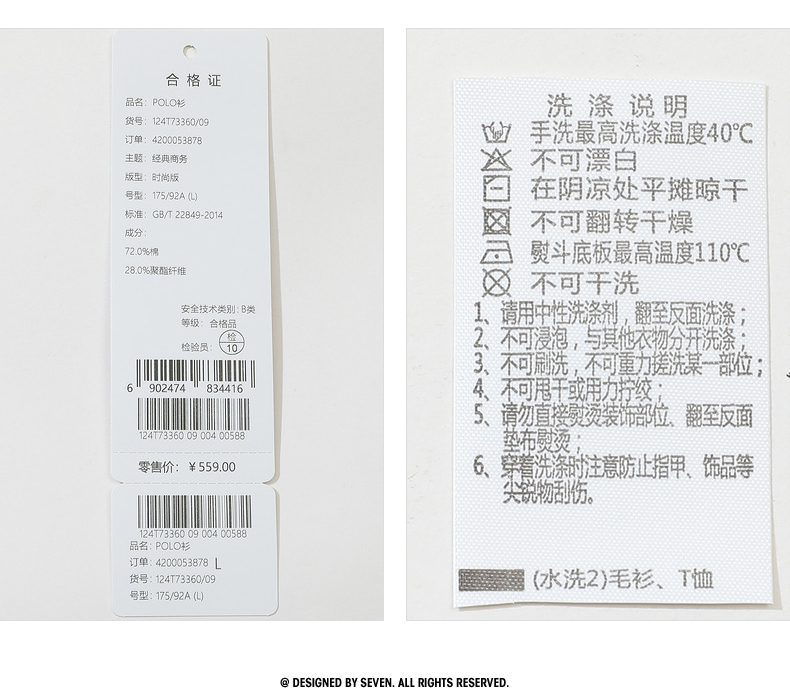 合格证
品名: POLO衫
货号: 124T73360/09
订单: 4200053878
主题: 经典商务
版型: 时尚版
号型: 175/92A (L)
标准: GB/T 22849-2014
成分:
72.0%棉
28.0%聚酯纤维
安全技术类别: B类
等级: 合格品
检验员: 检 10
6 902474 834416
124T73360 09 004 00588
零售价: ¥559.00
124T73360 09 004 00588
品名: POLO衫
订单: 4200053878 L
货号: 124T73360/09
号型: 175/92A (L)
洗涤说明
手洗最高洗涤温度40℃
不可漂白
在阴凉处平摊晾干
不可翻转干燥
熨斗底板最高温度110℃
不可干洗
1、请用中性洗涤剂，翻至反面洗涤；
2、不可浸泡，与其他衣物分开洗涤；
3、不可刷洗，不可重力搓洗某一部位；
4、不可甩干或用力拧绞；
5、请勿直接熨烫装饰部位、翻至反面
垫布熨烫；
6、穿着洗涤时注意防止指甲、饰品等
尖锐物刮伤。
(水洗2)毛衫、T恤
@ DESIGNED BY SEVEN. ALL RIGHTS RESERVED.